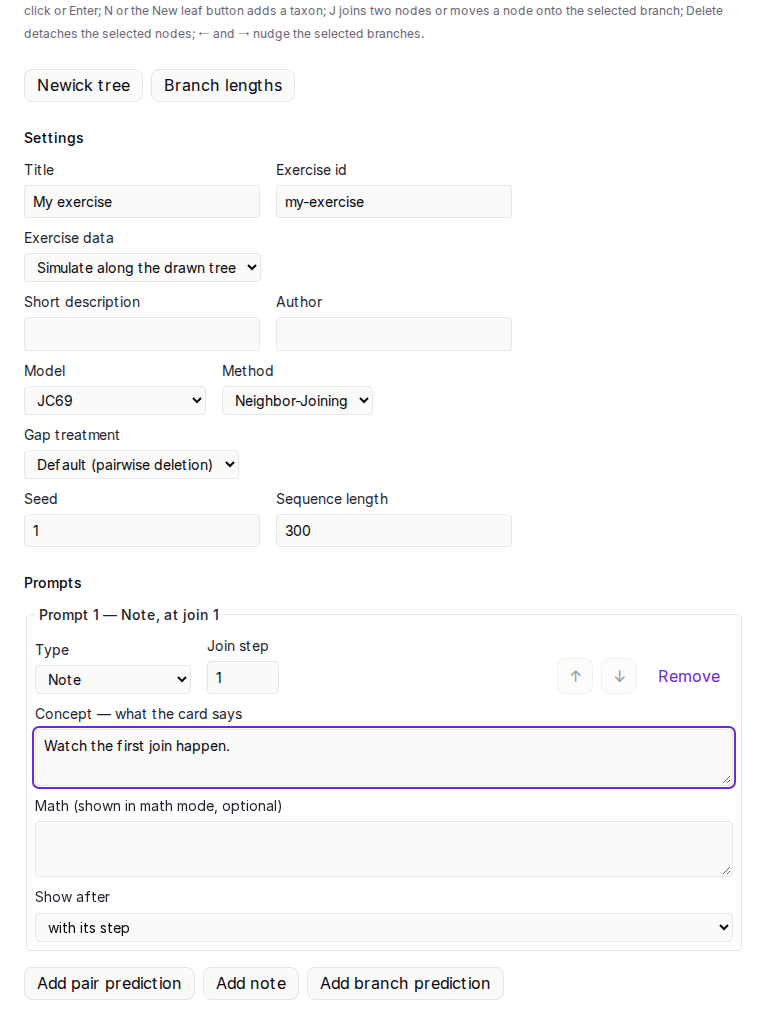 click or Enter; N or the New leaf button adds a taxon; J joins two nodes or moves a node onto the selected branch; Delete
detaches the selected nodes; ← and → nudge the selected branches.
Newick tree Branch lengths
Settings
Title Exercise id
My exercise my-exercise
Exercise data
Simulate along the drawn tree
Short description Author
Model Method
JC69 Neighbor-Joining
Gap treatment
Default (pairwise deletion)
Seed Sequence length
1 300
Prompts
Prompt 1 — Note, at join 1
Type Join step
Note 1 ↑ ↓ Remove
Concept — what the card says
Watch the first join happen.
Math (shown in math mode, optional)
Show after
with its step
Add pair prediction Add note Add branch prediction